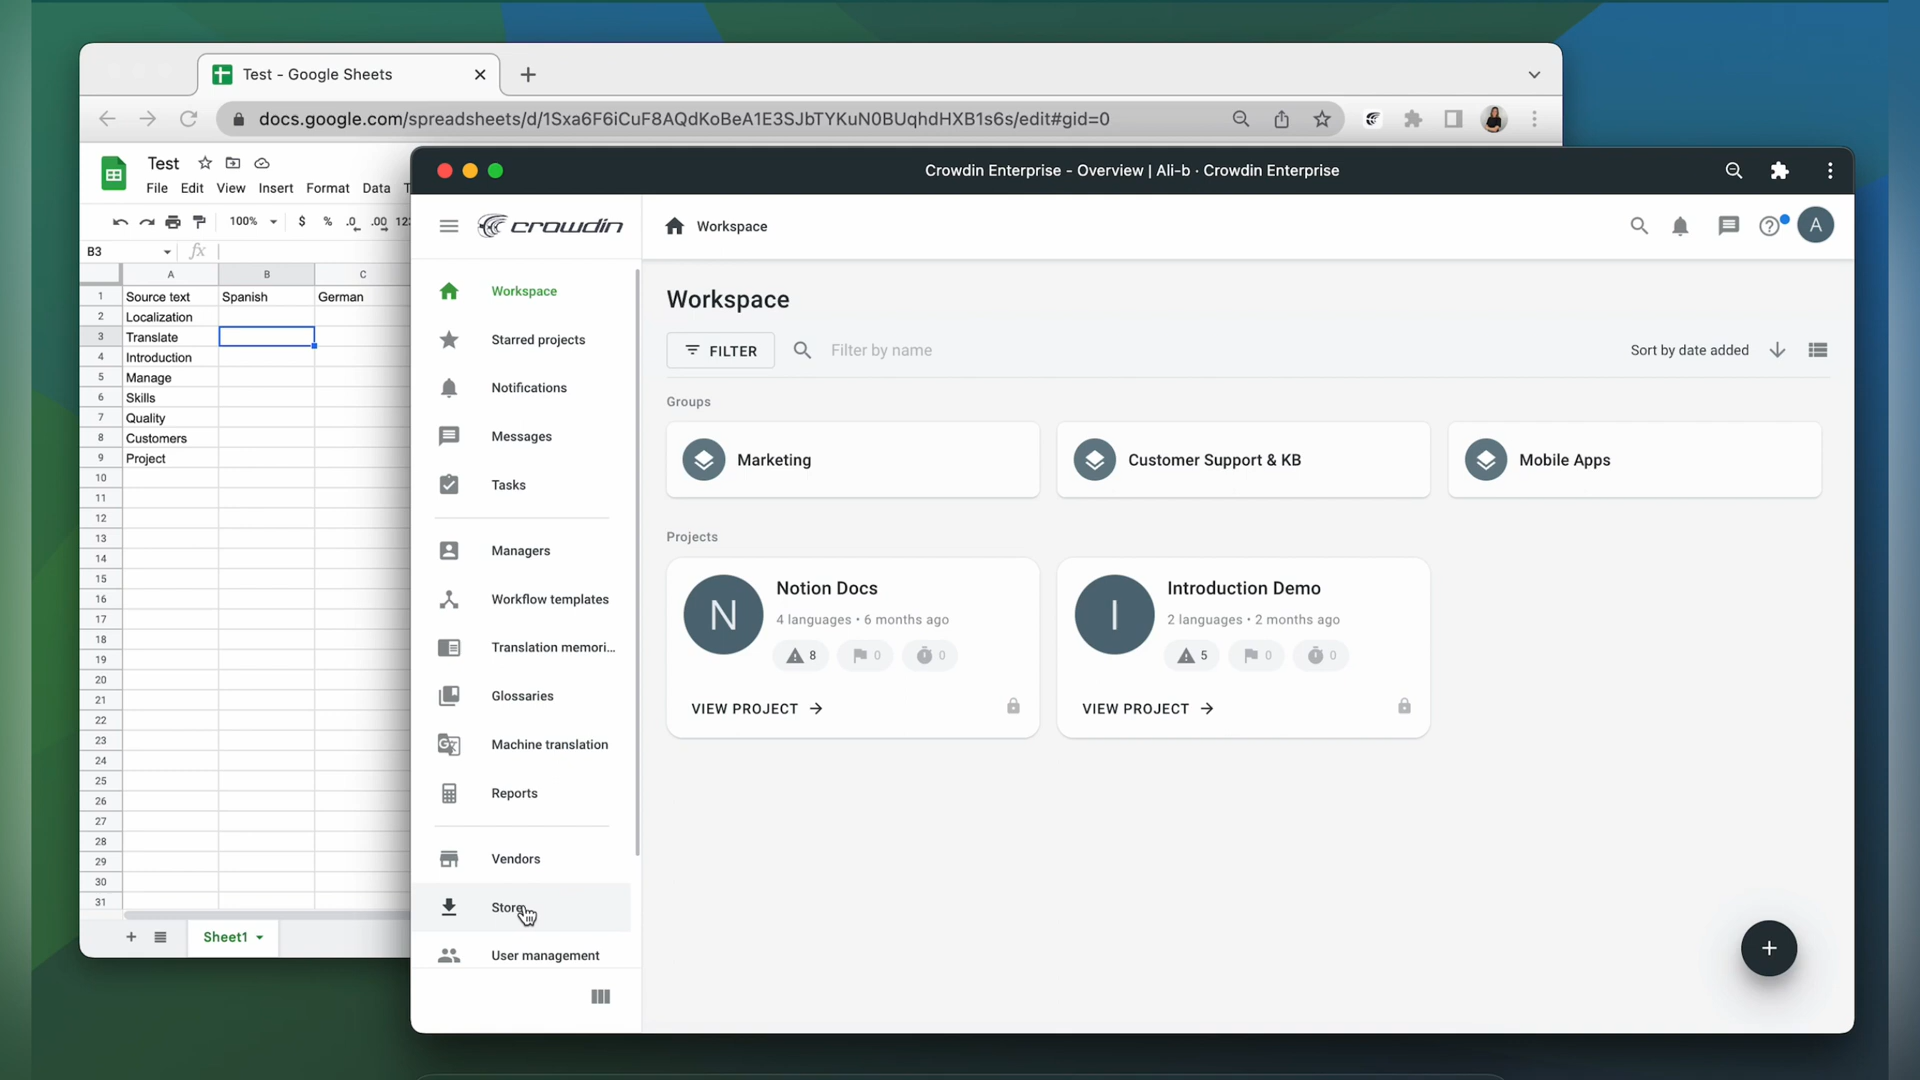 Test - Google Sheets
docs.google.com/spreadsheets/d/1Sxa6F6iCuF8AQdKoBeA1E3SJbTYKuN0BUqhdHXB1s6s/edit#gid=0
Test
File Edit View Insert Format Data T
100% $ % .0 .00 123
B3 fx
A B C
1 Source text Spanish German
2 Localization
3 Translate
4 Introduction
5 Manage
6 Skills
7 Quality
8 Customers
9 Project
10
11
12
13
14
15
16
17
18
19
20
21
22
23
24
25
26
27
28
29
30
31
Sheet1
Crowdin Enterprise - Overview | Ali-b · Crowdin Enterprise
crowdin
Workspace
A
Workspace
Starred projects
Notifications
Messages
Tasks
Managers
Workflow templates
Translation memori...
Glossaries
Machine translation
Reports
Vendors
Store
User management
Workspace
FILTER
Filter by name
Sort by date added
Groups
Marketing
Customer Support & KB
Mobile Apps
Projects
N
Notion Docs
4 languages • 6 months ago
8 0 0
VIEW PROJECT
I
Introduction Demo
2 languages • 2 months ago
5 0 0
VIEW PROJECT